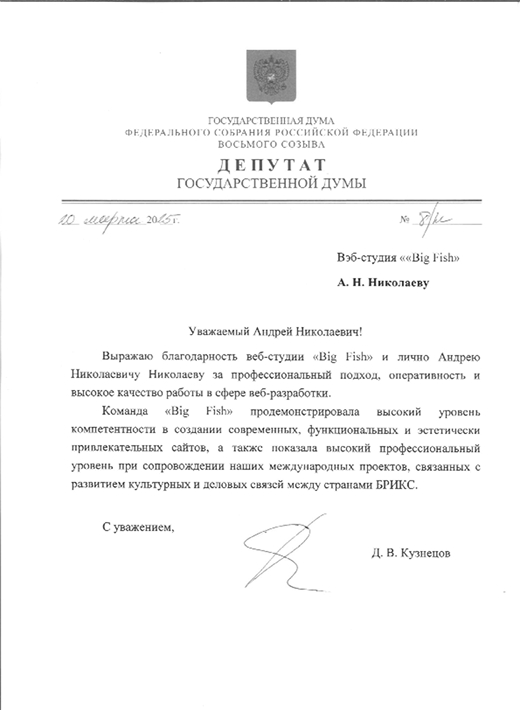 ГОСУДАРСТВЕННАЯ ДУМА
ФЕДЕРАЛЬНОГО СОБРАНИЯ РОССИЙСКОЙ ФЕДЕРАЦИИ
ВОСЬМОГО СОЗЫВА
ДЕПУТАТ
ГОСУДАРСТВЕННОЙ ДУМЫ
20 марта 2025г. № 8/н
Вэб-студия ««Big Fish»
А. Н. Николаеву
Уважаемый Андрей Николаевич!
Выражаю благодарность веб-студии «Big Fish» и лично Андрею
Николаевичу Николаеву за профессиональный подход, оперативность и
высокое качество работы в сфере веб-разработки.
Команда «Big Fish» продемонстрировала высокий уровень
компетентности в создании современных, функциональных и эстетически
привлекательных сайтов, а также показала высокий профессиональный
уровень при сопровождении наших международных проектов, связанных с
развитием культурных и деловых связей между странами БРИКС.
С уважением,
Д. В. Кузнецов